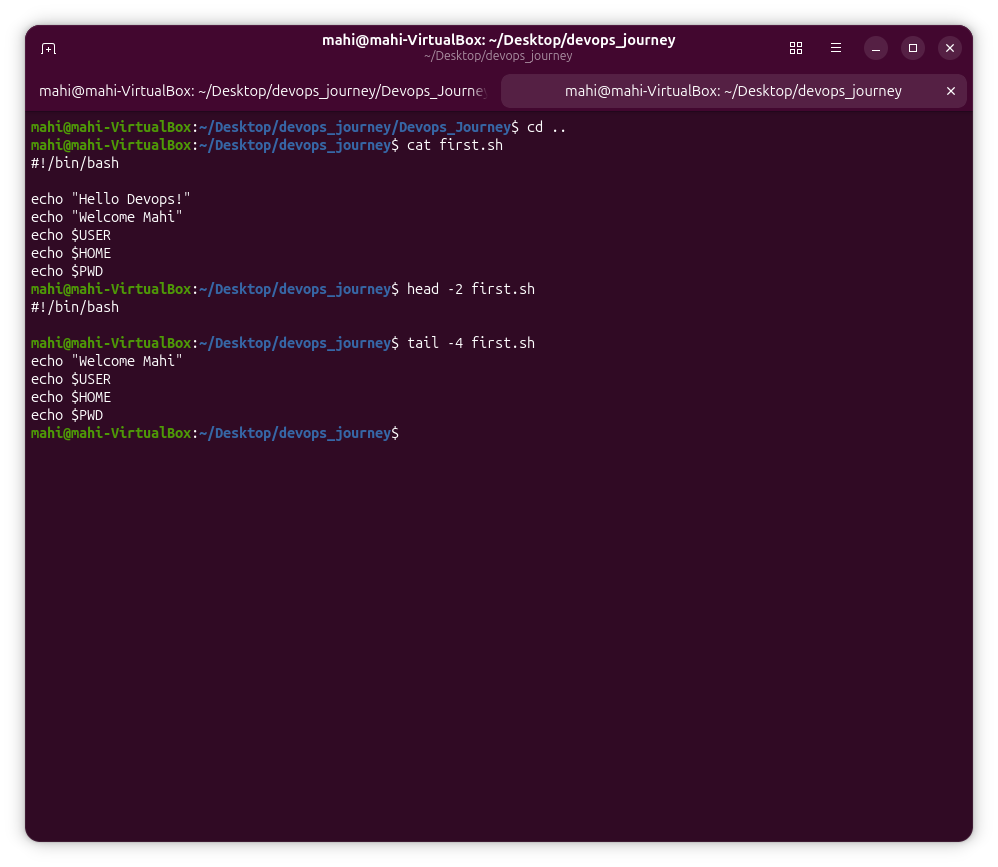 mahi@mahi-VirtualBox: ~/Desktop/devops_journey
~/Desktop/devops_journey
mahi@mahi-VirtualBox: ~/Desktop/devops_journey/Devops_Journey
mahi@mahi-VirtualBox: ~/Desktop/devops_journey
mahi@mahi-VirtualBox:~/Desktop/devops_journey/Devops_Journey$ cd ..
mahi@mahi-VirtualBox:~/Desktop/devops_journey$ cat first.sh
#!/bin/bash

echo "Hello Devops!"
echo "Welcome Mahi"
echo $USER
echo $HOME
echo $PWD
mahi@mahi-VirtualBox:~/Desktop/devops_journey$ head -2 first.sh
#!/bin/bash

mahi@mahi-VirtualBox:~/Desktop/devops_journey$ tail -4 first.sh
echo "Welcome Mahi"
echo $USER
echo $HOME
echo $PWD
mahi@mahi-VirtualBox:~/Desktop/devops_journey$